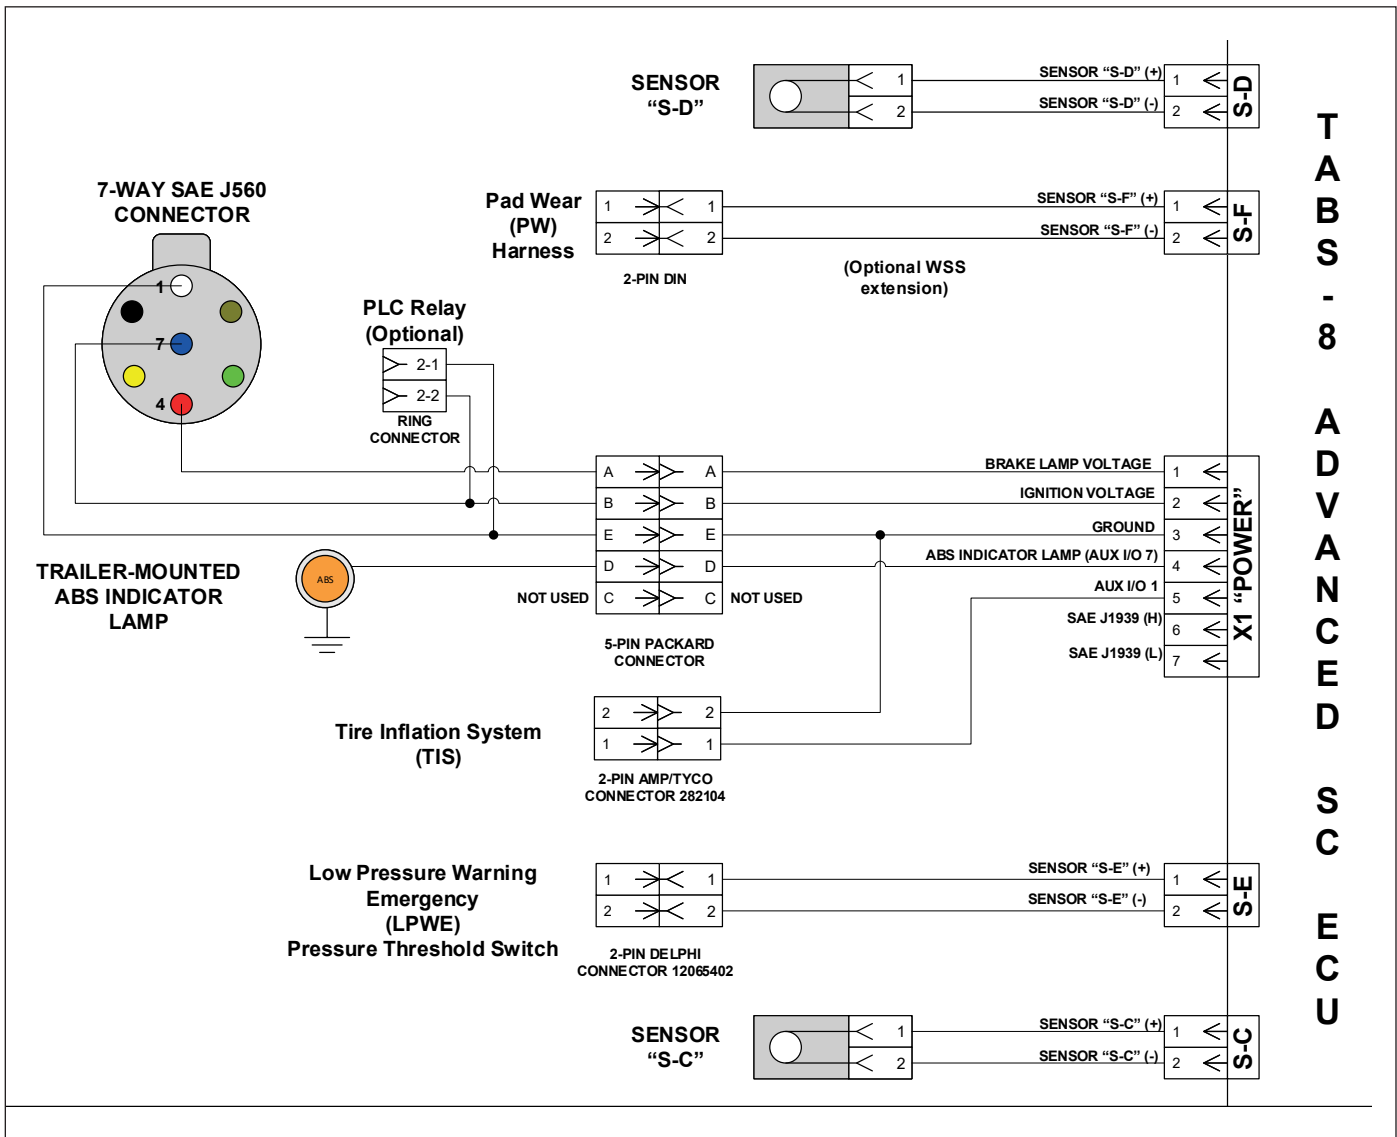 SENSOR
“S-D”
1
2
SENSOR “S-D” (+)
SENSOR “S-D” (-)
1
2
S-D
7-WAY SAE J560
CONNECTOR
1
7
4
Pad Wear
(PW)
Harness
1 1
2 2
2-PIN DIN
SENSOR “S-F” (+)
SENSOR “S-F” (-)
(Optional WSS
extension)
1
2
S-F
PLC Relay
(Optional)
2-1
2-2
RING
CONNECTOR
A A
B B
E E
D D
NOT USED C C NOT USED
5-PIN PACKARD
CONNECTOR
BRAKE LAMP VOLTAGE
IGNITION VOLTAGE
GROUND
ABS INDICATOR LAMP (AUX I/O 7)
AUX I/O 1
SAE J1939 (H)
SAE J1939 (L)
1
2
3
4
5
6
7
X1 “POWER”
TRAILER-MOUNTED
ABS INDICATOR
LAMP
ABS
Tire Inflation System
(TIS)
2 2
1 1
2-PIN AMP/TYCO
CONNECTOR 282104
Low Pressure Warning
Emergency
(LPWE)
Pressure Threshold Switch
1 1
2 2
2-PIN DELPHI
CONNECTOR 12065402
SENSOR “S-E” (+)
SENSOR “S-E” (-)
1
2
S-E
SENSOR
“S-C”
1
2
SENSOR “S-C” (+)
SENSOR “S-C” (-)
1
2
S-C
TABS-8 ADVANCED SC ECU